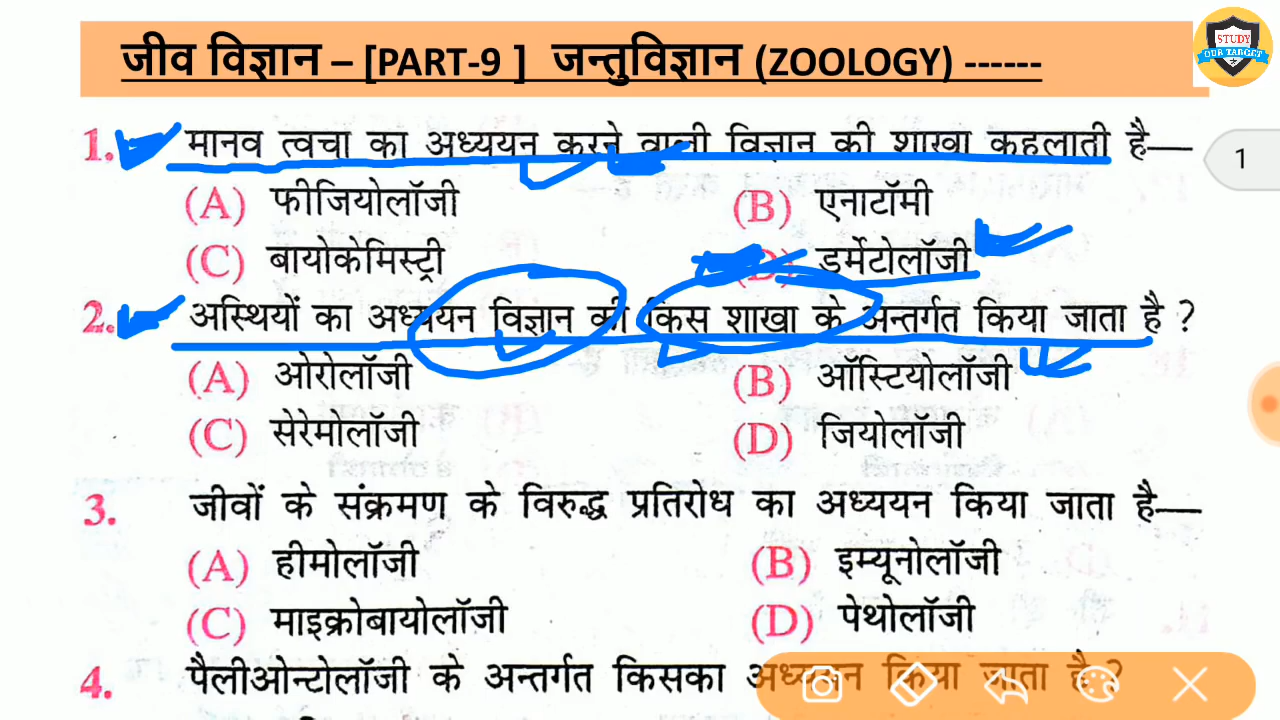 जीव विज्ञान – [PART-9 ] जन्तुविज्ञान (ZOOLOGY) ------
STUDY
OUR TARGET
1. मानव त्वचा का अध्ययन करने वाली विज्ञान की शाखा कहलाती है—
1
(A) फीजियोलॉजी (B) एनाटॉमी
(C) बायोकेमिस्ट्री (D) डर्मेटोलॉजी
2. अस्थियों का अध्ययन विज्ञान की किस शाखा के अन्तर्गत किया जाता है ?
(A) ओरोलॉजी (B) ऑस्टियोलॉजी
(C) सेरेमोलॉजी (D) जियोलॉजी
3. जीवों के संक्रमण के विरुद्ध प्रतिरोध का अध्ययन किया जाता है—
(A) हीमोलॉजी (B) इम्यूनोलॉजी
(C) माइक्रोबायोलॉजी (D) पेथोलॉजी
4. पैलीओन्टोलॉजी के अन्तर्गत किसका अध्ययन किया जाता है ?